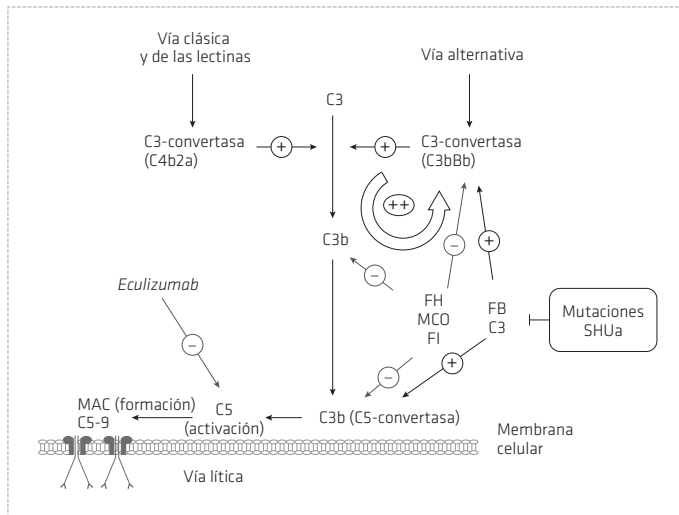 Vía clásica
y de las lectinas
Vía alternativa
C3
C3-convertasa
(C4b2a)
+
+
C3-convertasa
(C3bBb)
++
C3b
−
−
+
Eculizumab
−
FH
MCO
FI
FB
C3
Mutaciones
SHUa
−
+
MAC (formación)
C5-9
C5
(activación)
C3b (C5-convertasa)
Membrana
celular
Vía lítica